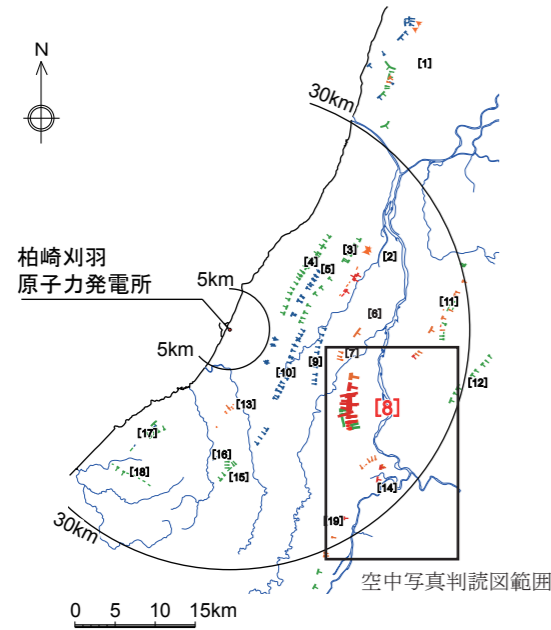 N
[1]
30km
柏崎刈羽
原子力発電所
5km
5km
[4]
[5]
[3]
[2]
[6]
[11]
[7]
[9]
[10]
[12]
[8]
[13]
[17]
[16]
[18]
[15]
[14]
[19]
30km
空中写真判読図範囲
0 5 10 15km